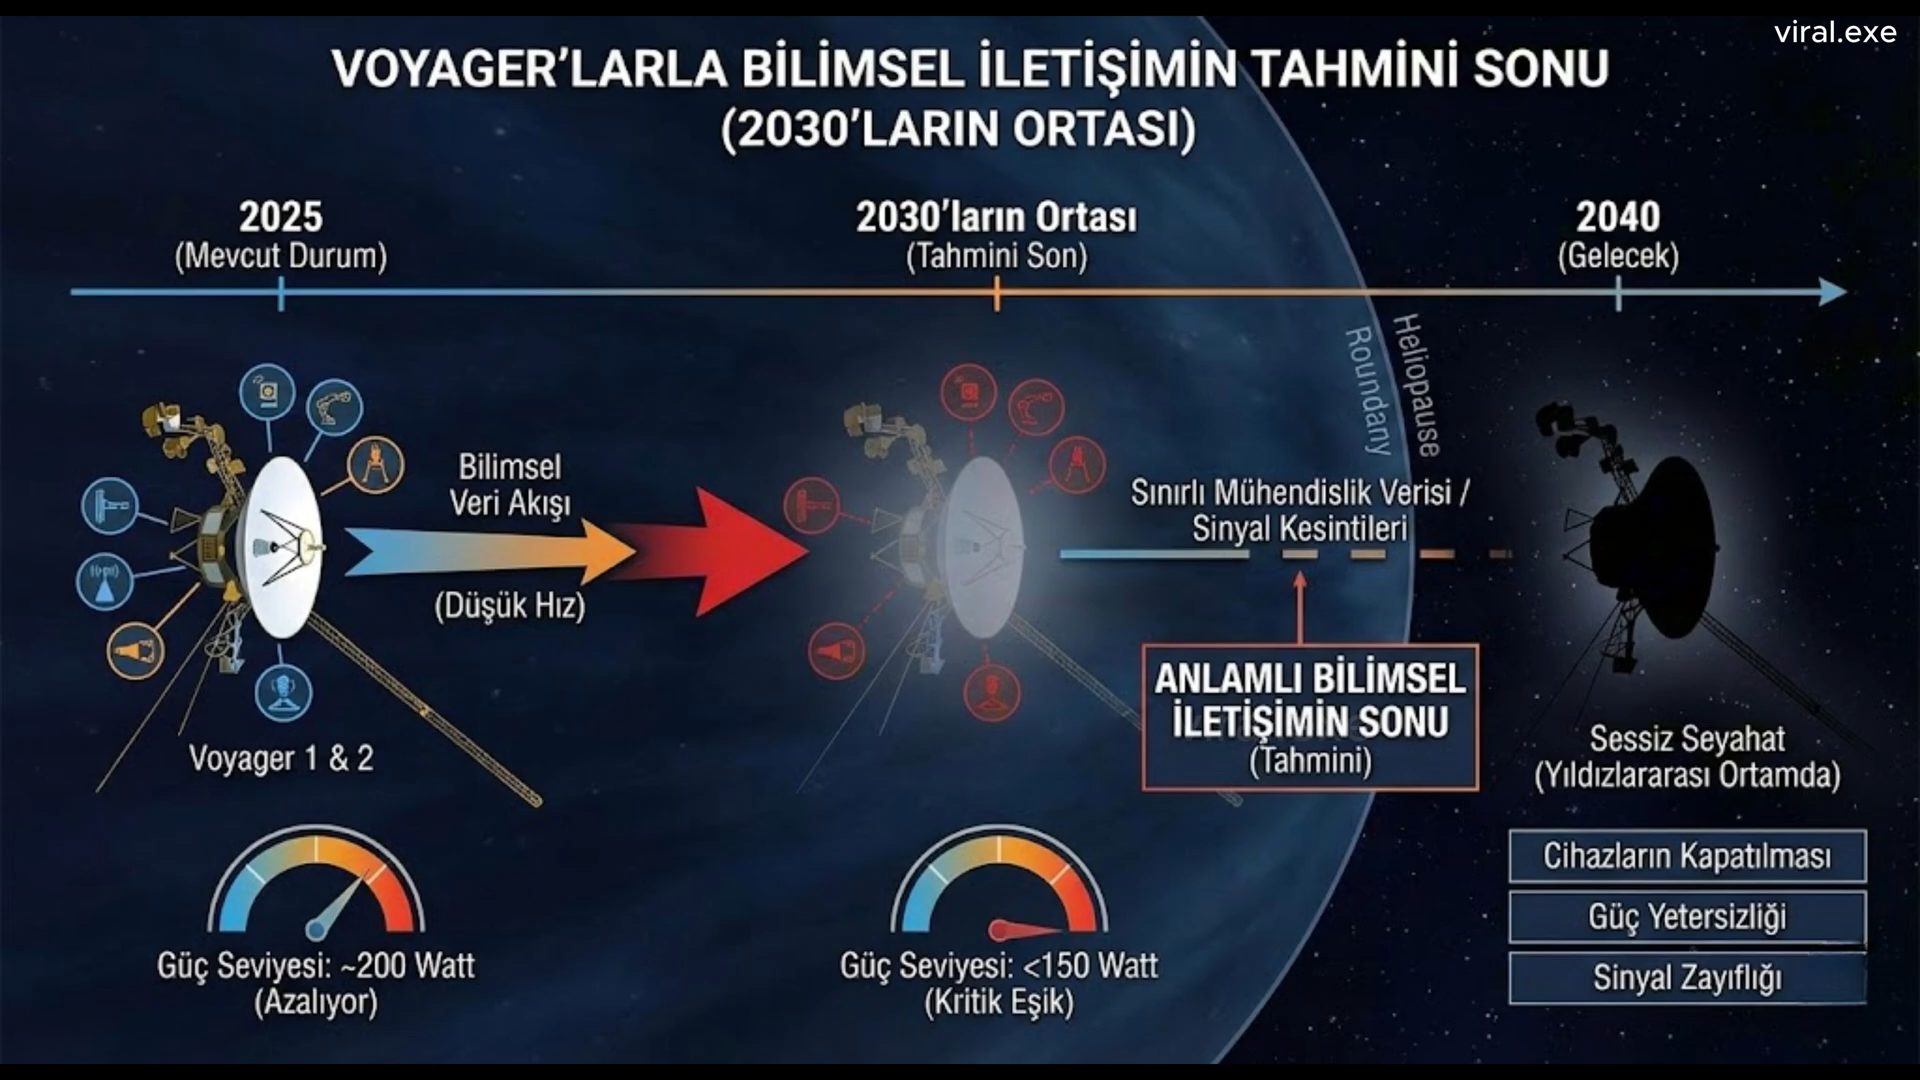 viral.exe
VOYAGER'LARLA BİLİMSEL İLETİŞİMİN TAHMİNİ SONU
(2030'LARIN ORTASI)
2025
(Mevcut Durum)
2030'ların Ortası
(Tahmini Son)
2040
(Gelecek)
Roundany
Heliopause
Bilimsel
Veri Akışı
(Düşük Hız)
Sınırlı Mühendislik Verisi /
Sinyal Kesintileri
ANLAMLI BİLİMSEL
İLETİŞİMİN SONU
(Tahmini)
Voyager 1 & 2
Sessiz Seyahat
(Yıldızlararası Ortamda)
Güç Seviyesi: ~200 Watt
(Azalıyor)
Güç Seviyesi: <150 Watt
(Kritik Eşik)
Cihazların Kapatılması
Güç Yetersizliği
Sinyal Zayıflığı